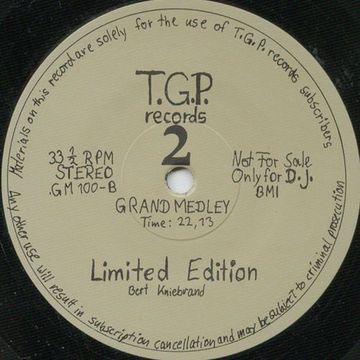 Materials on this record are solely for the use of T.G.P. records subscribers
T.G.P.
records
2
33 1/2 RPM
STEREO
GM 100-B
Not For Sale
Only for D.J.
BMI
GRAND MEDLEY
Time: 22,13
Limited Edition
Bert Kniebrand
Any other use will result in subscription cancellation and may be subject to criminal prosecution